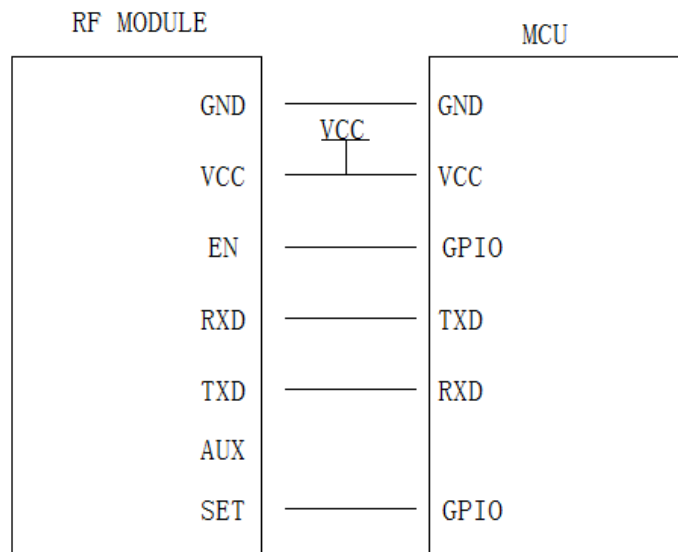 RF MODULE
MCU
GND
GND
VCC
VCC
VCC
EN
GPIO
RXD
TXD
TXD
RXD
AUX
SET
GPIO